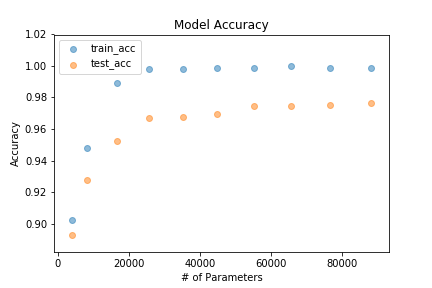 Model Accuracy
1.02
1.00
0.98
0.96
0.94
0.92
0.90
Accuracy
train_acc
test_acc
0 20000 40000 60000 80000
# of Parameters